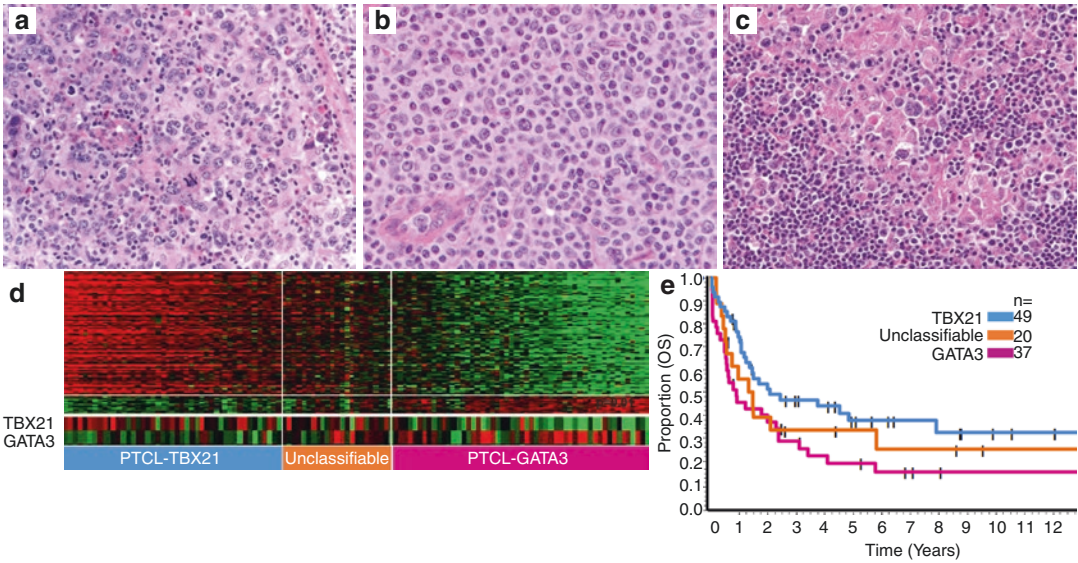 a
b
c
d
TBX21
GATA3
PTCL-TBX21
Unclassifiable
PTCL-GATA3
e
n=
TBX21 49
Unclassifiable 20
GATA3 37
Proportion (OS)
1.0
0.9
0.8
0.7
0.6
0.5
0.4
0.3
0.2
0.1
0.0
0 1 2 3 4 5 6 7 8 9 10 11 12
Time (Years)